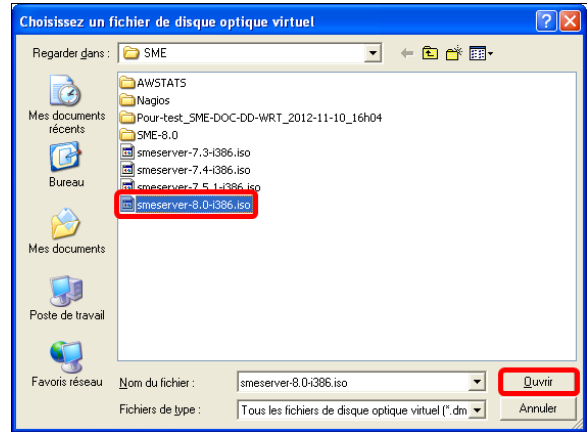 Choisissez un fichier de disque optique virtuel
Regarder dans :
SME
Mes documents
récents
Bureau
Mes documents
Poste de travail
Favoris réseau
AWSTATS
Nagios
Pour-test_SME-DOC-DD-WRT_2012-11-10_16h04
SME-8.0
smeserver-7.3-i386.iso
smeserver-7.4-i386.iso
smeserver-7.5.1-i386.iso
smeserver-8.0-i386.iso
Nom du fichier :
smeserver-8.0-i386.iso
Ouvrir
Fichiers de type :
Tous les fichiers de disque optique virtuel (*.dm
Annuler